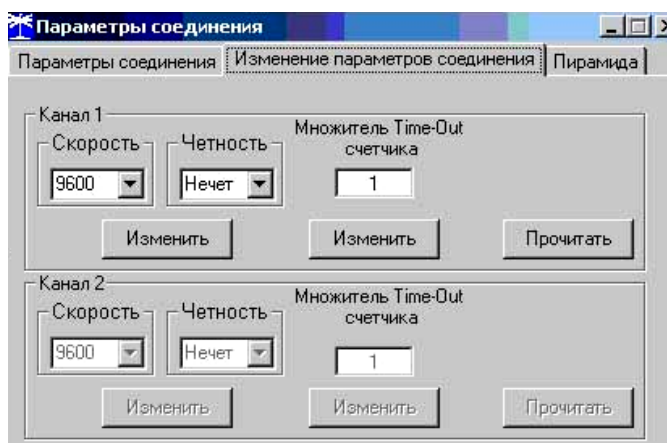 Параметры соединения
Параметры соединения Изменение параметров соединения Пирамида
Канал 1
Скорость Четность Множитель Time-Out
счетчика
9600 Нечет 1
Изменить Изменить Прочитать
Канал 2
Скорость Четность Множитель Time-Out
счетчика
9600 Нечет 1
Изменить Изменить Прочитать